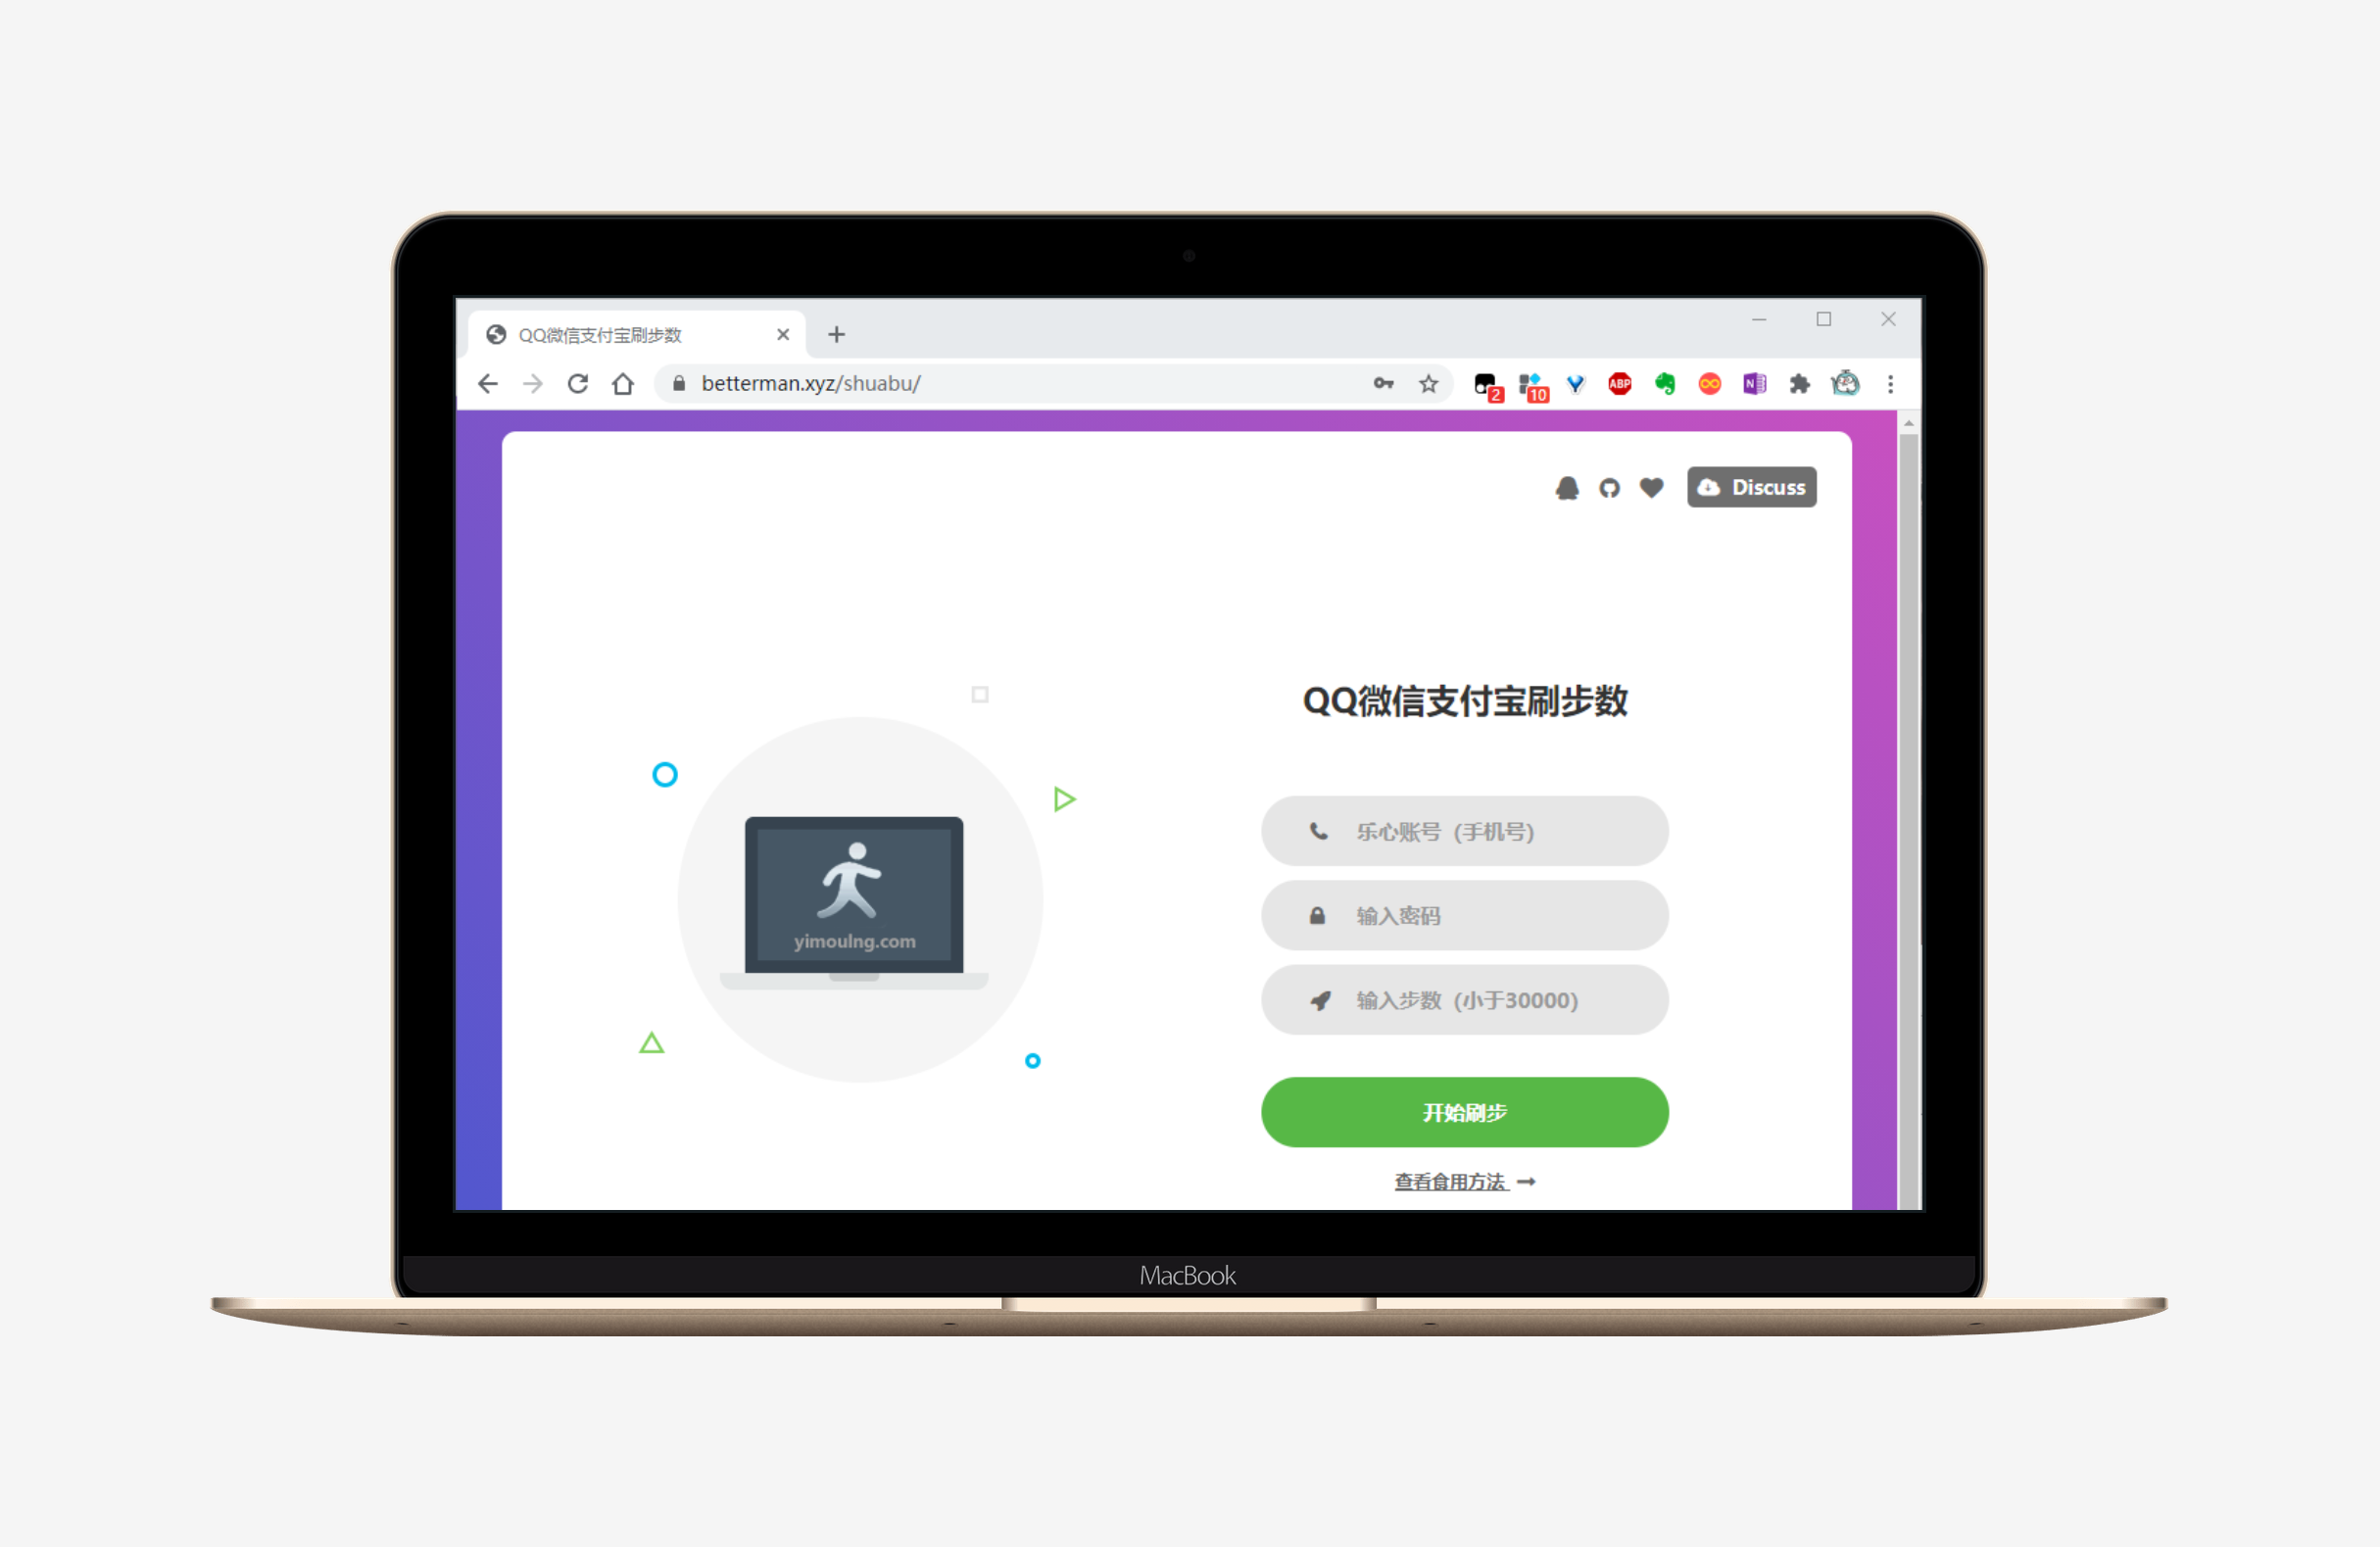 QQ微信支付宝刷步数
betterman.xyz/shuabu/
2
10
ABP
N
Discuss
QQ微信支付宝刷步数
乐心账号 (手机号)
输入密码
输入步数 (小于30000)
yimoulng.com
开始刷步
查看食用方法
MacBook